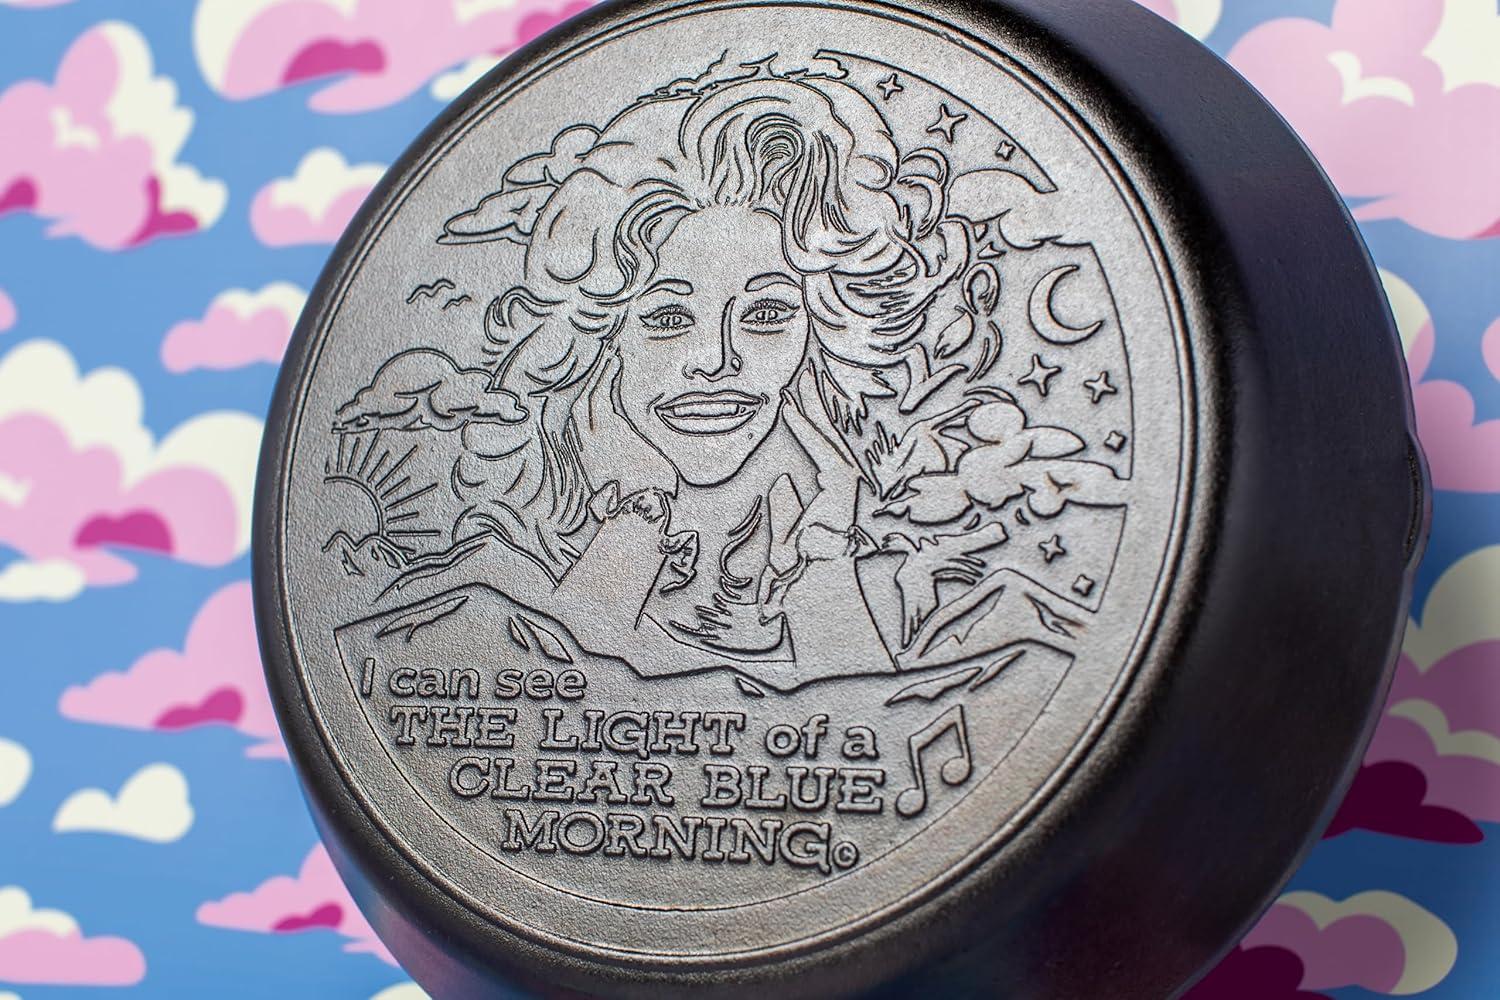 I can see
THE LIGHT of a
CLEAR BLUE
MORNING©